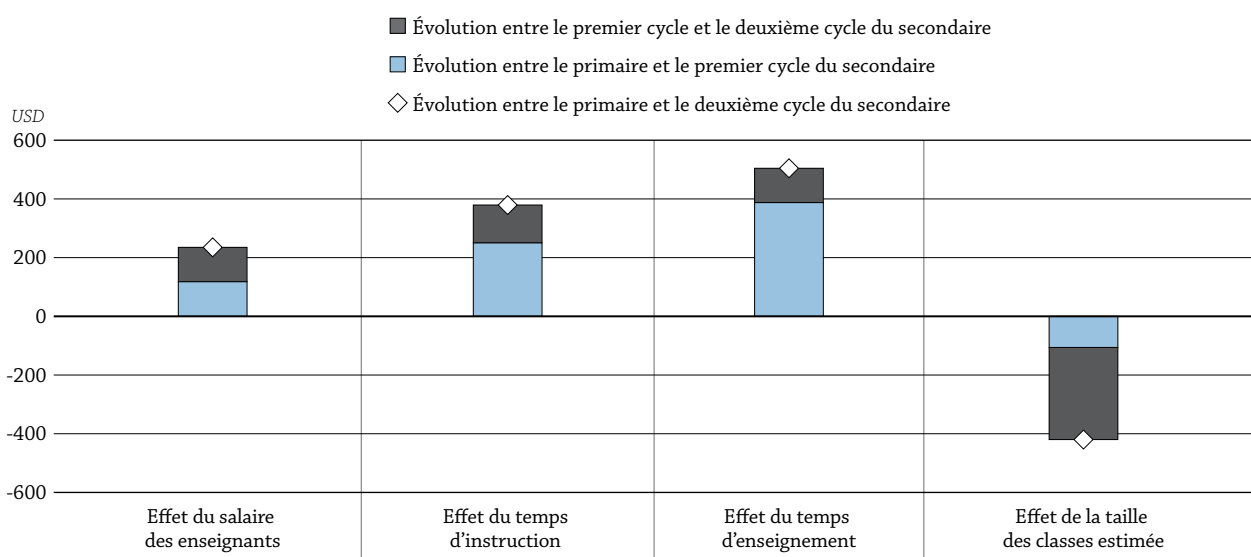 Évolution entre le premier cycle et le deuxième cycle du secondaire
Évolution entre le primaire et le premier cycle du secondaire
Évolution entre le primaire et le deuxième cycle du secondaire
USD
600
400
200
0
-200
-400
-600
Effet du salaire
des enseignants
Effet du temps
d'instruction
Effet du temps
d'enseignement
Effet de la taille
des classes estimée